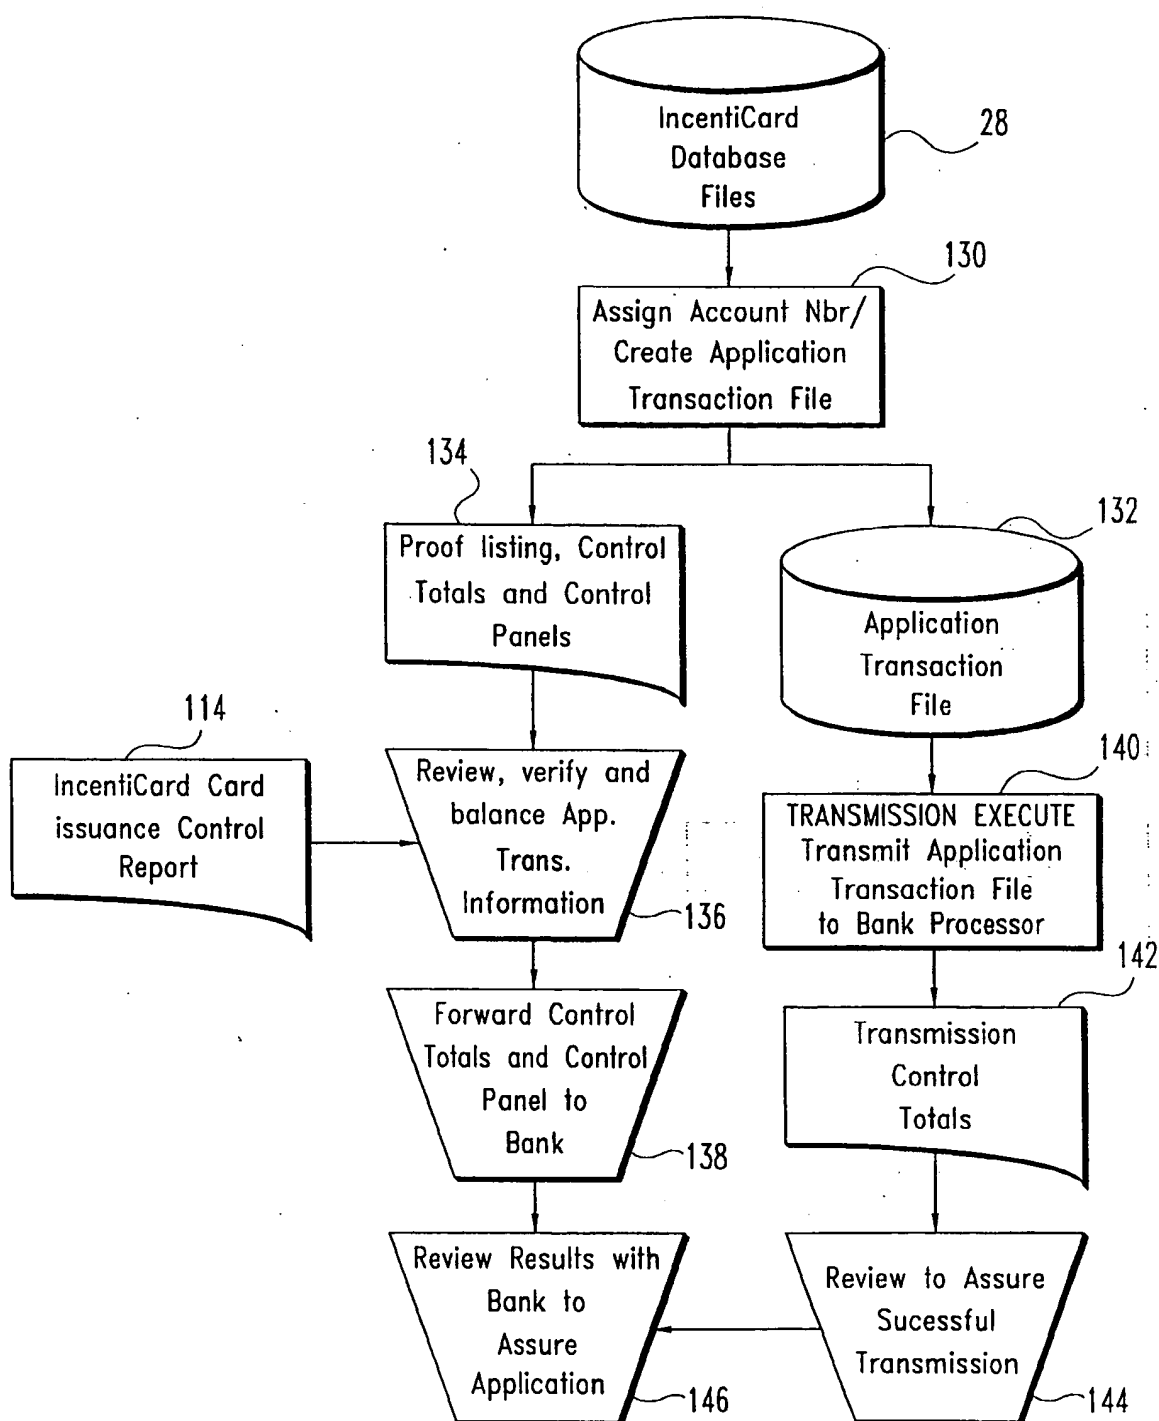 IncentiCard
Database
Files
28
130
Assign Account Nbr/
Create Application
Transaction File
134
Proof listing, Control
Totals and Control
Panels
132
Application
Transaction
File
114
IncentiCard Card
issuance Control
Report
Review, verify and
balance App.
Trans.
Information
136
140
TRANSMISSION EXECUTE
Transmit Application
Transaction File
to Bank Processor
142
Forward Control
Totals and Control
Panel to
Bank
138
Transmission
Control
Totals
Review Results with
Bank to
Assure
Application
146
Review to Assure
Sucessful
Transmission
144